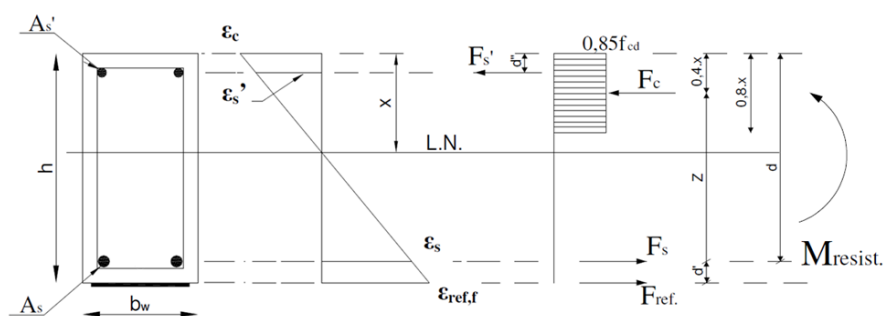 As'
εc
0,85fcd
Fs'
d"
εs'
x
Fc
0,4.x
0,8.x
L.N.
h
z
d
εs
Fs
Mresist.
d'
As
bw
εref,f
Fref.